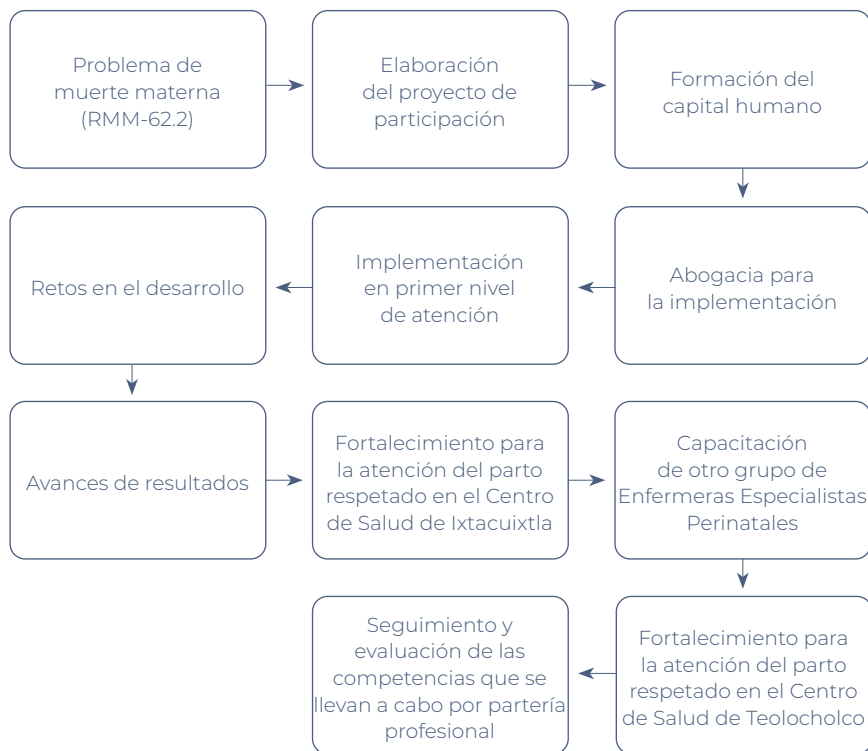 Problema de
muerte materna
(RMM-62.2)
Elaboración
del proyecto de
participación
Formación del
capital humano
Abogacia para
la implementación
Implementación
en primer nivel
de atención
Retos en el desarrollo
Avances de resultados
Fortalecimiento para
la atención del parto
respetado en el Centro
de Salud de Ixtacuixtla
Capacitación
de otro grupo de
Enfermeras Especialistas
Perinatales
Fortalecimiento para
la atención del parto
respetado en el Centro
de Salud de Teolocholco
Seguimiento y
evaluación de las
competencias que se
llevan a cabo por partería
profesional